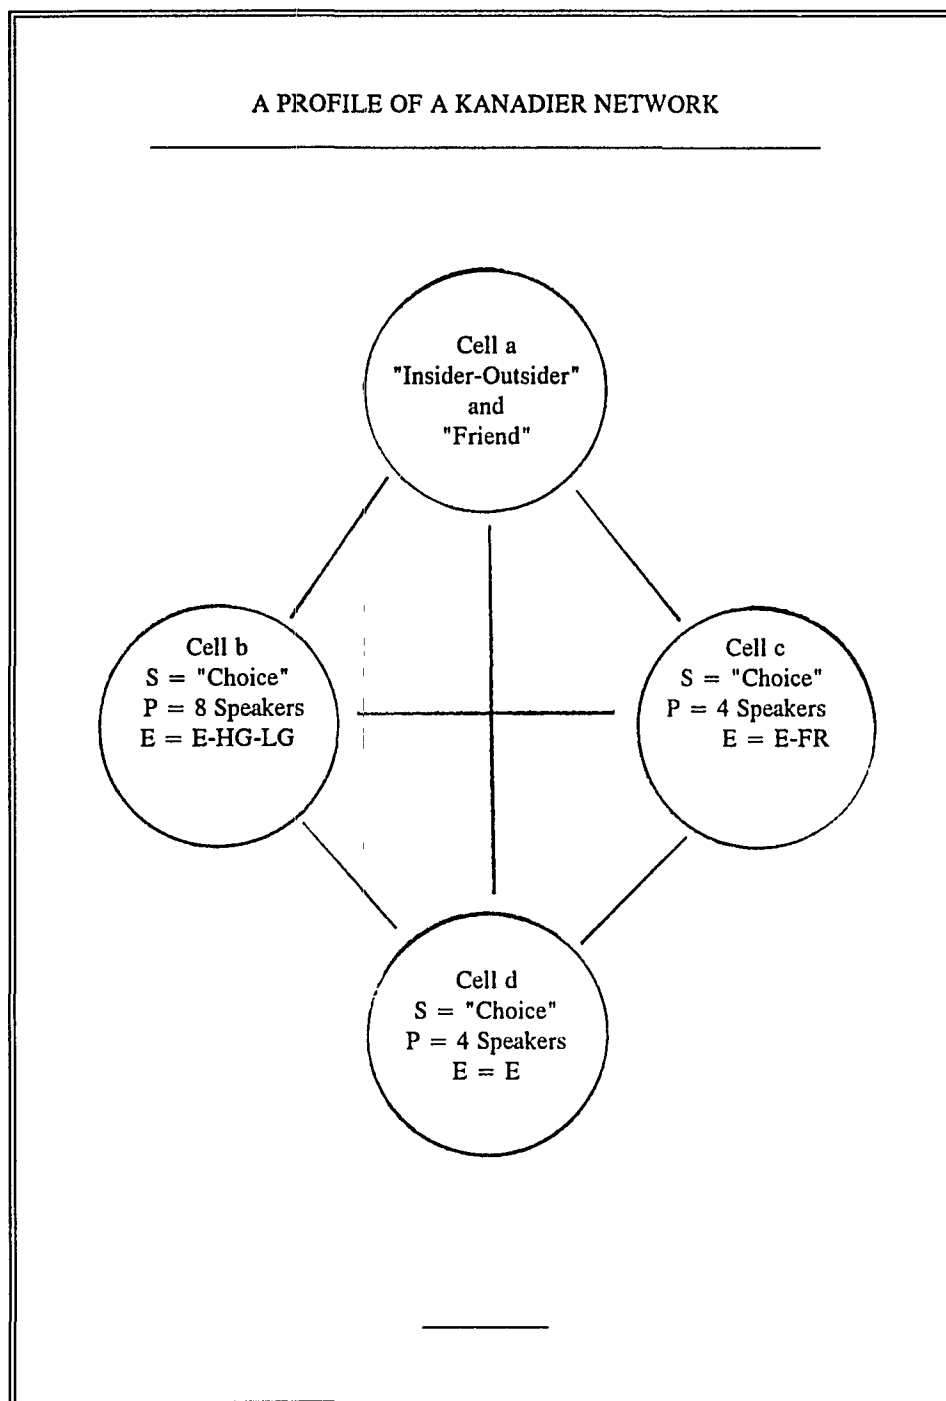 A PROFILE OF A KANADIER NETWORK
Cell a
"Insider-Outsider"
and
"Friend"
Cell b
S = "Choice"
P = 8 Speakers
E = E-HG-LG
Cell c
S = "Choice"
P = 4 Speakers
E = E-FR
Cell d
S = "Choice"
P = 4 Speakers
E = E